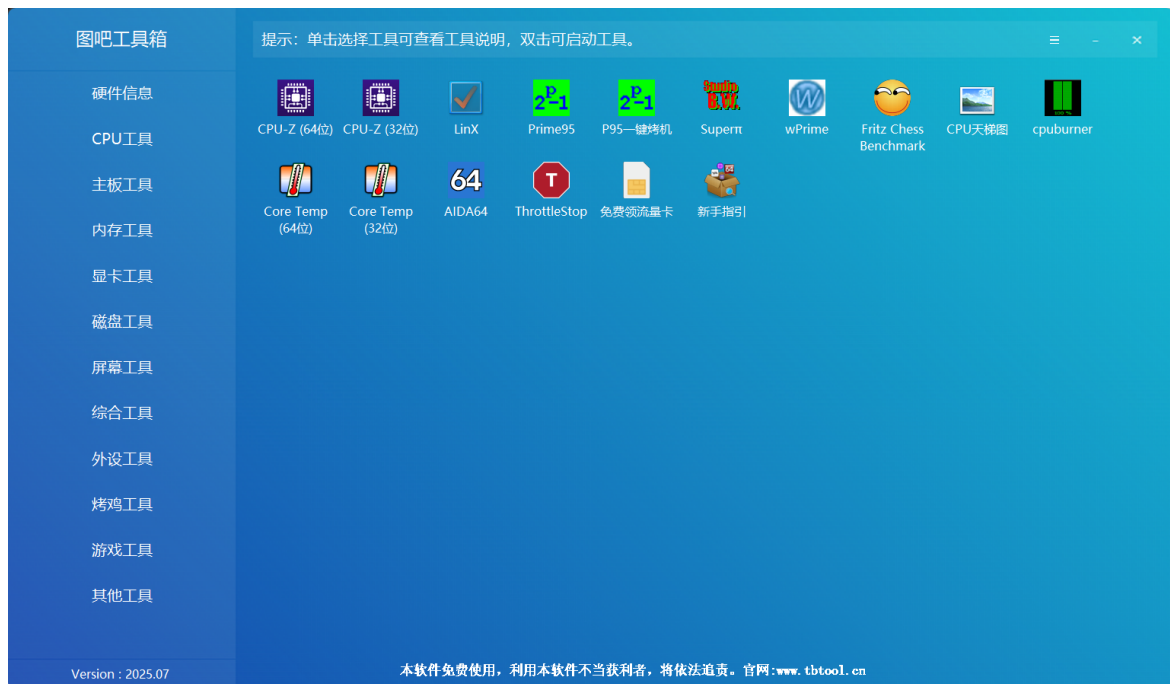 图吧工具箱
提示：单击选择工具可查看工具说明，双击可启动工具。
硬件信息
CPU工具
主板工具
内存工具
显卡工具
磁盘工具
屏幕工具
综合工具
外设工具
烤鸡工具
游戏工具
其他工具
Version : 2025.07
CPU-Z (64位)
CPU-Z (32位)
LinX
2P-1
Prime95
2P-1
P95一键烤机
Studio
B.W.
Superπ
W
wPrime
Fritz Chess
Benchmark
CPU天梯图
cpuburner
Core Temp
(64位)
Core Temp
(32位)
64
AIDA64
T
ThrottleStop
免费领流量卡
新手指引
本软件免费使用，利用本软件不当获利者，将依法追责。官网:www.tbtool.cn